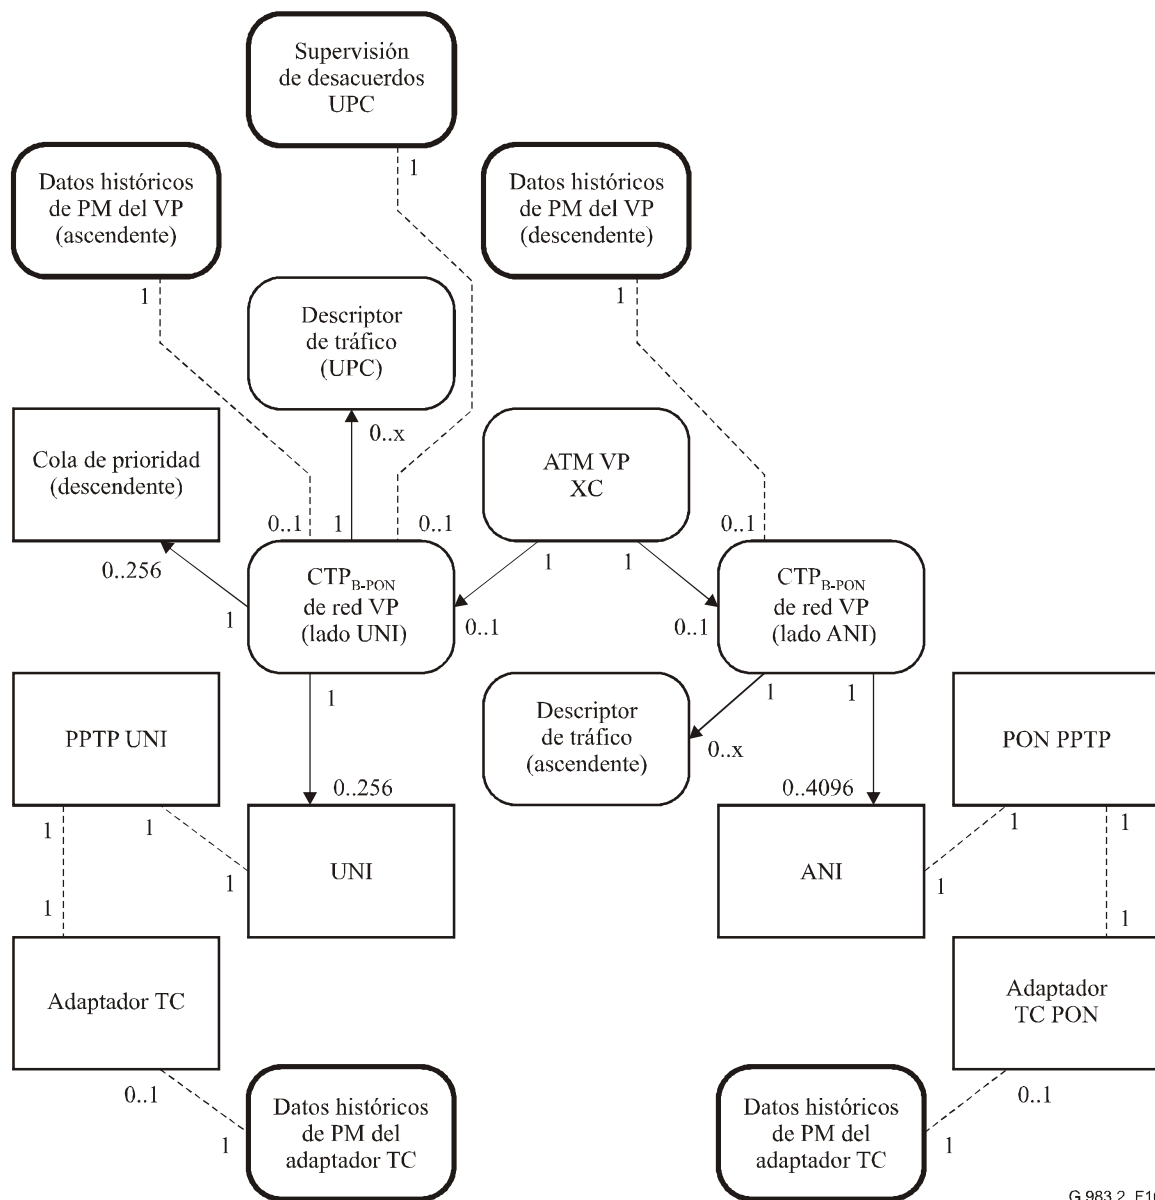 Supervisión
de desacuerdos
UPC
1
Datos históricos
de PM del VP
(ascendente)
Datos históricos
de PM del VP
(descendente)
1
1
Descriptor
de tráfico
(UPC)
0..x
Cola de prioridad
(descendente)
ATM VP
XC
0..1
1
0..1
0..1
0..256
1
1
CTPB-PON
de red VP
(lado UNI)
CTPB-PON
de red VP
(lado ANI)
1
0..1
0..1
1
1
1
PPTP UNI
Descriptor
de tráfico
(ascendente)
PON PPTP
0..x
0..256
0..4096
1
1
1
1
UNI
ANI
1
1
1
1
Adaptador TC
Adaptador
TC PON
0..1
0..1
Datos históricos
de PM del
adaptador TC
Datos históricos
de PM del
adaptador TC
1
1